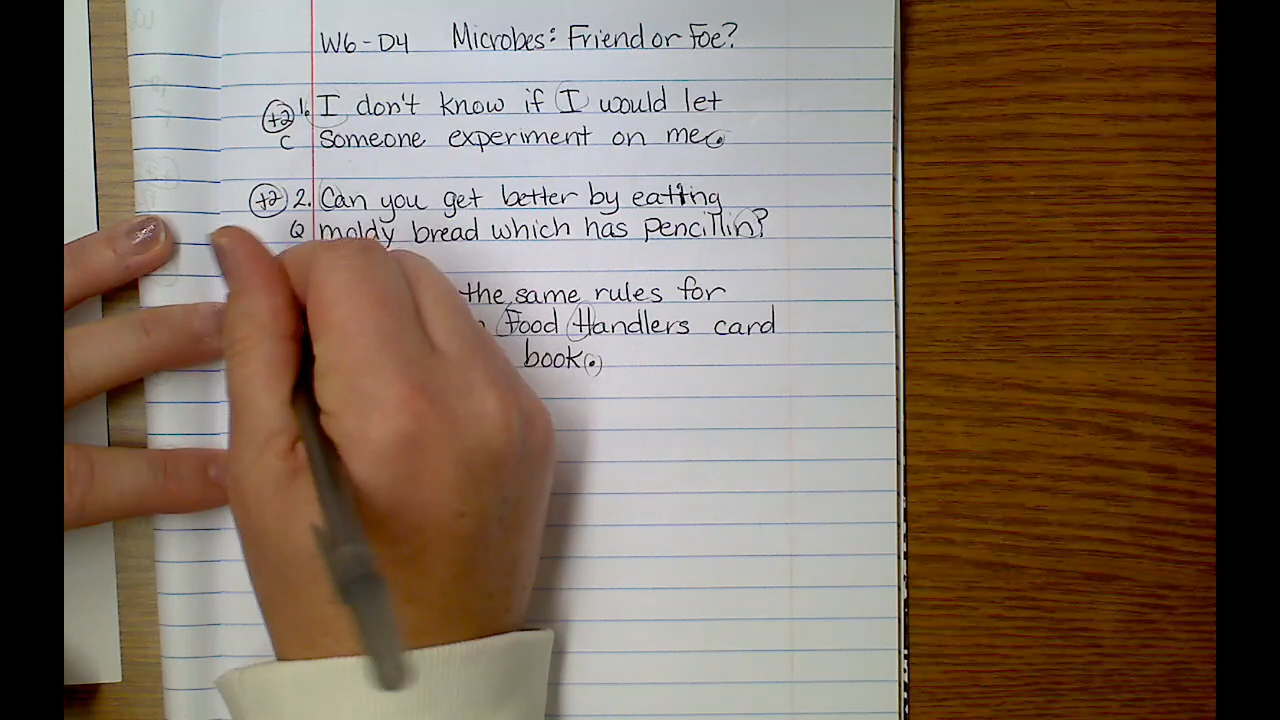 W6-D4 Microbes: Friend or Foe?
+2 1. I don't know if I would let
C someone experiment on me.
+2 2. Can you get better by eatting
Q moldy bread which has pencillin?
the same rules for
Food Handlers card
book.